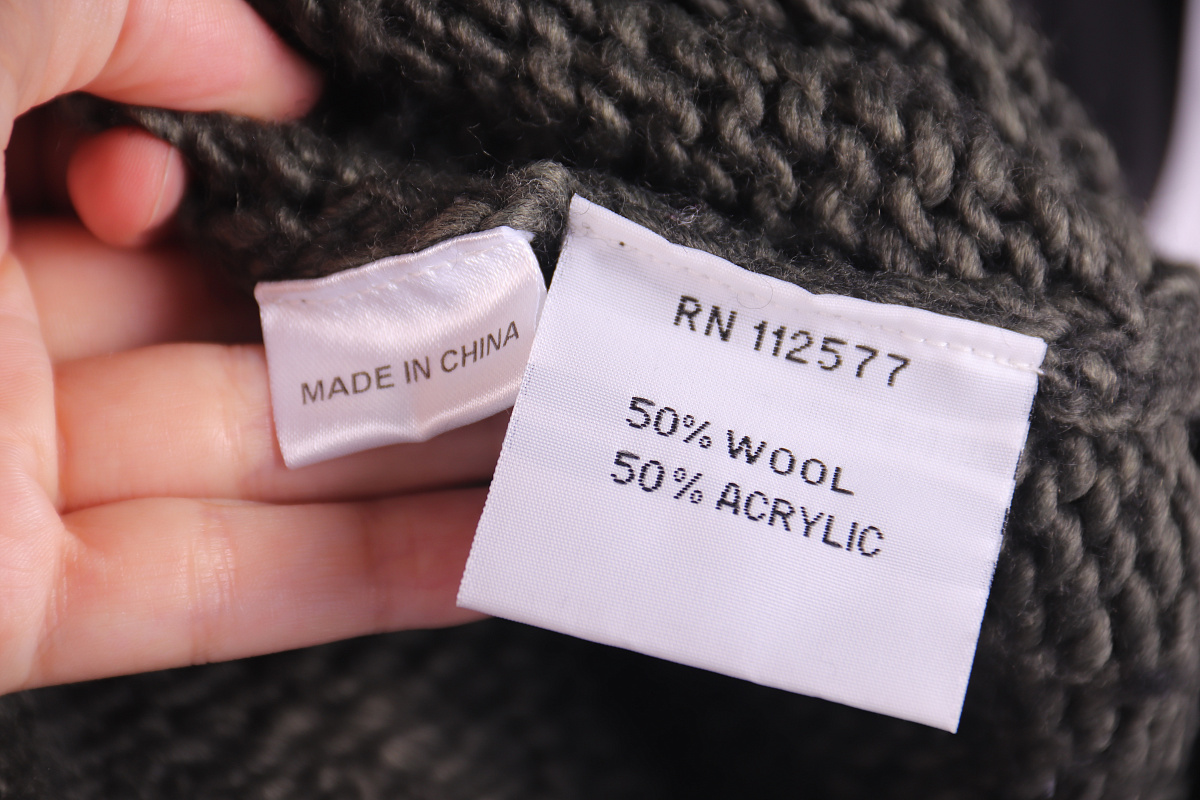 MADE IN CHINA
RN 112577
50% WOOL
50% ACRYLIC